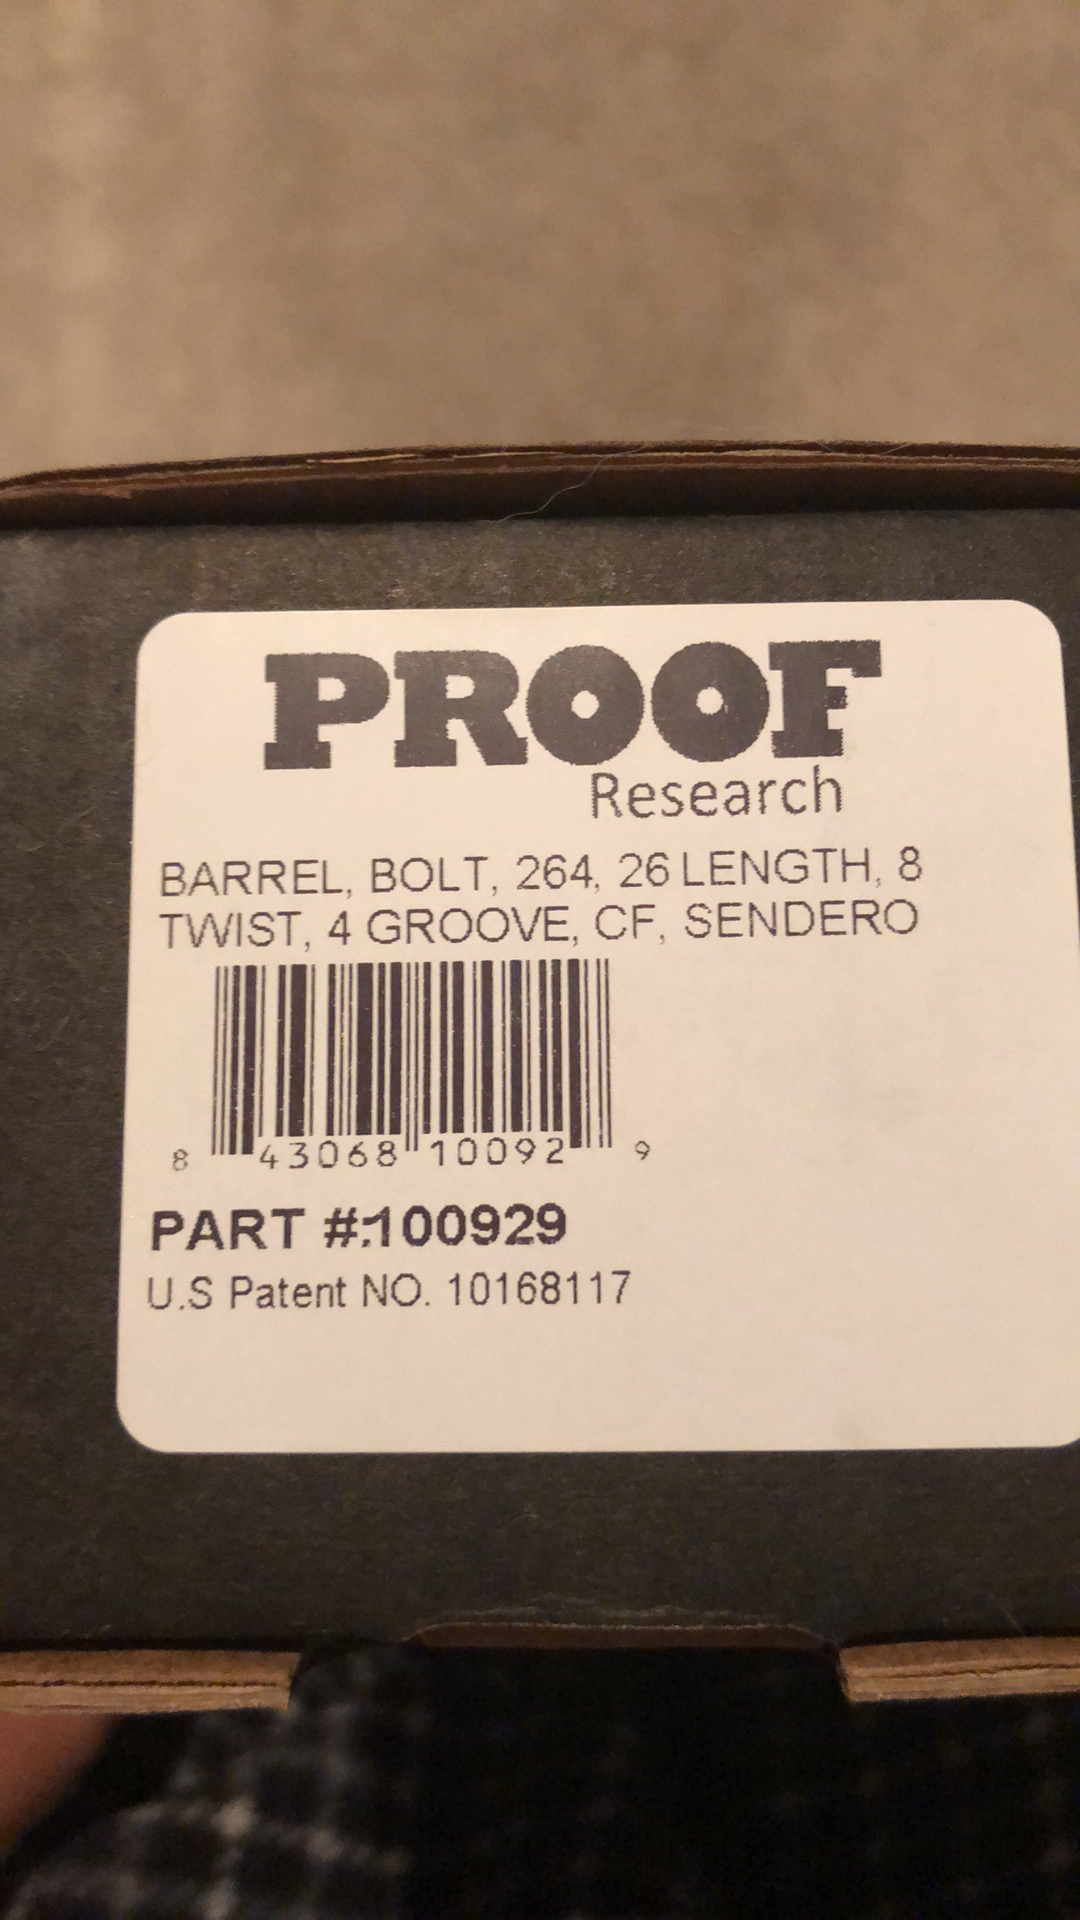 PROOF
Research
BARREL, BOLT, 264, 26 LENGTH, 8
TWIST, 4 GROOVE, CF, SENDERO
8 43068 10092 9
PART #:100929
U.S Patent NO. 10168117